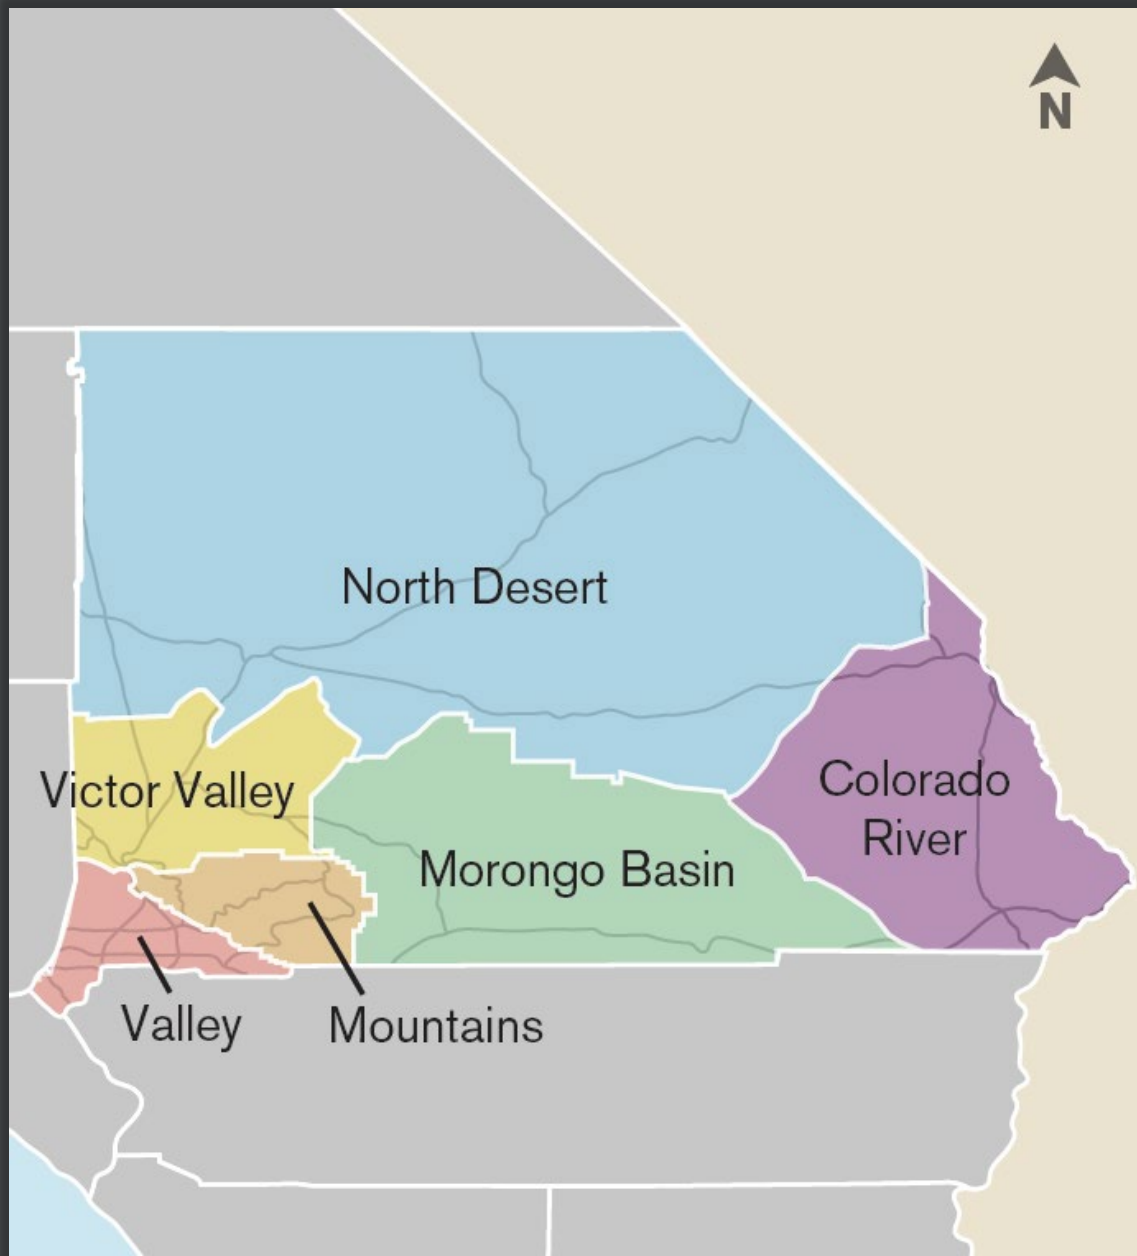 N
North Desert
Victor Valley
Colorado
River
Morongo Basin
Valley
Mountains